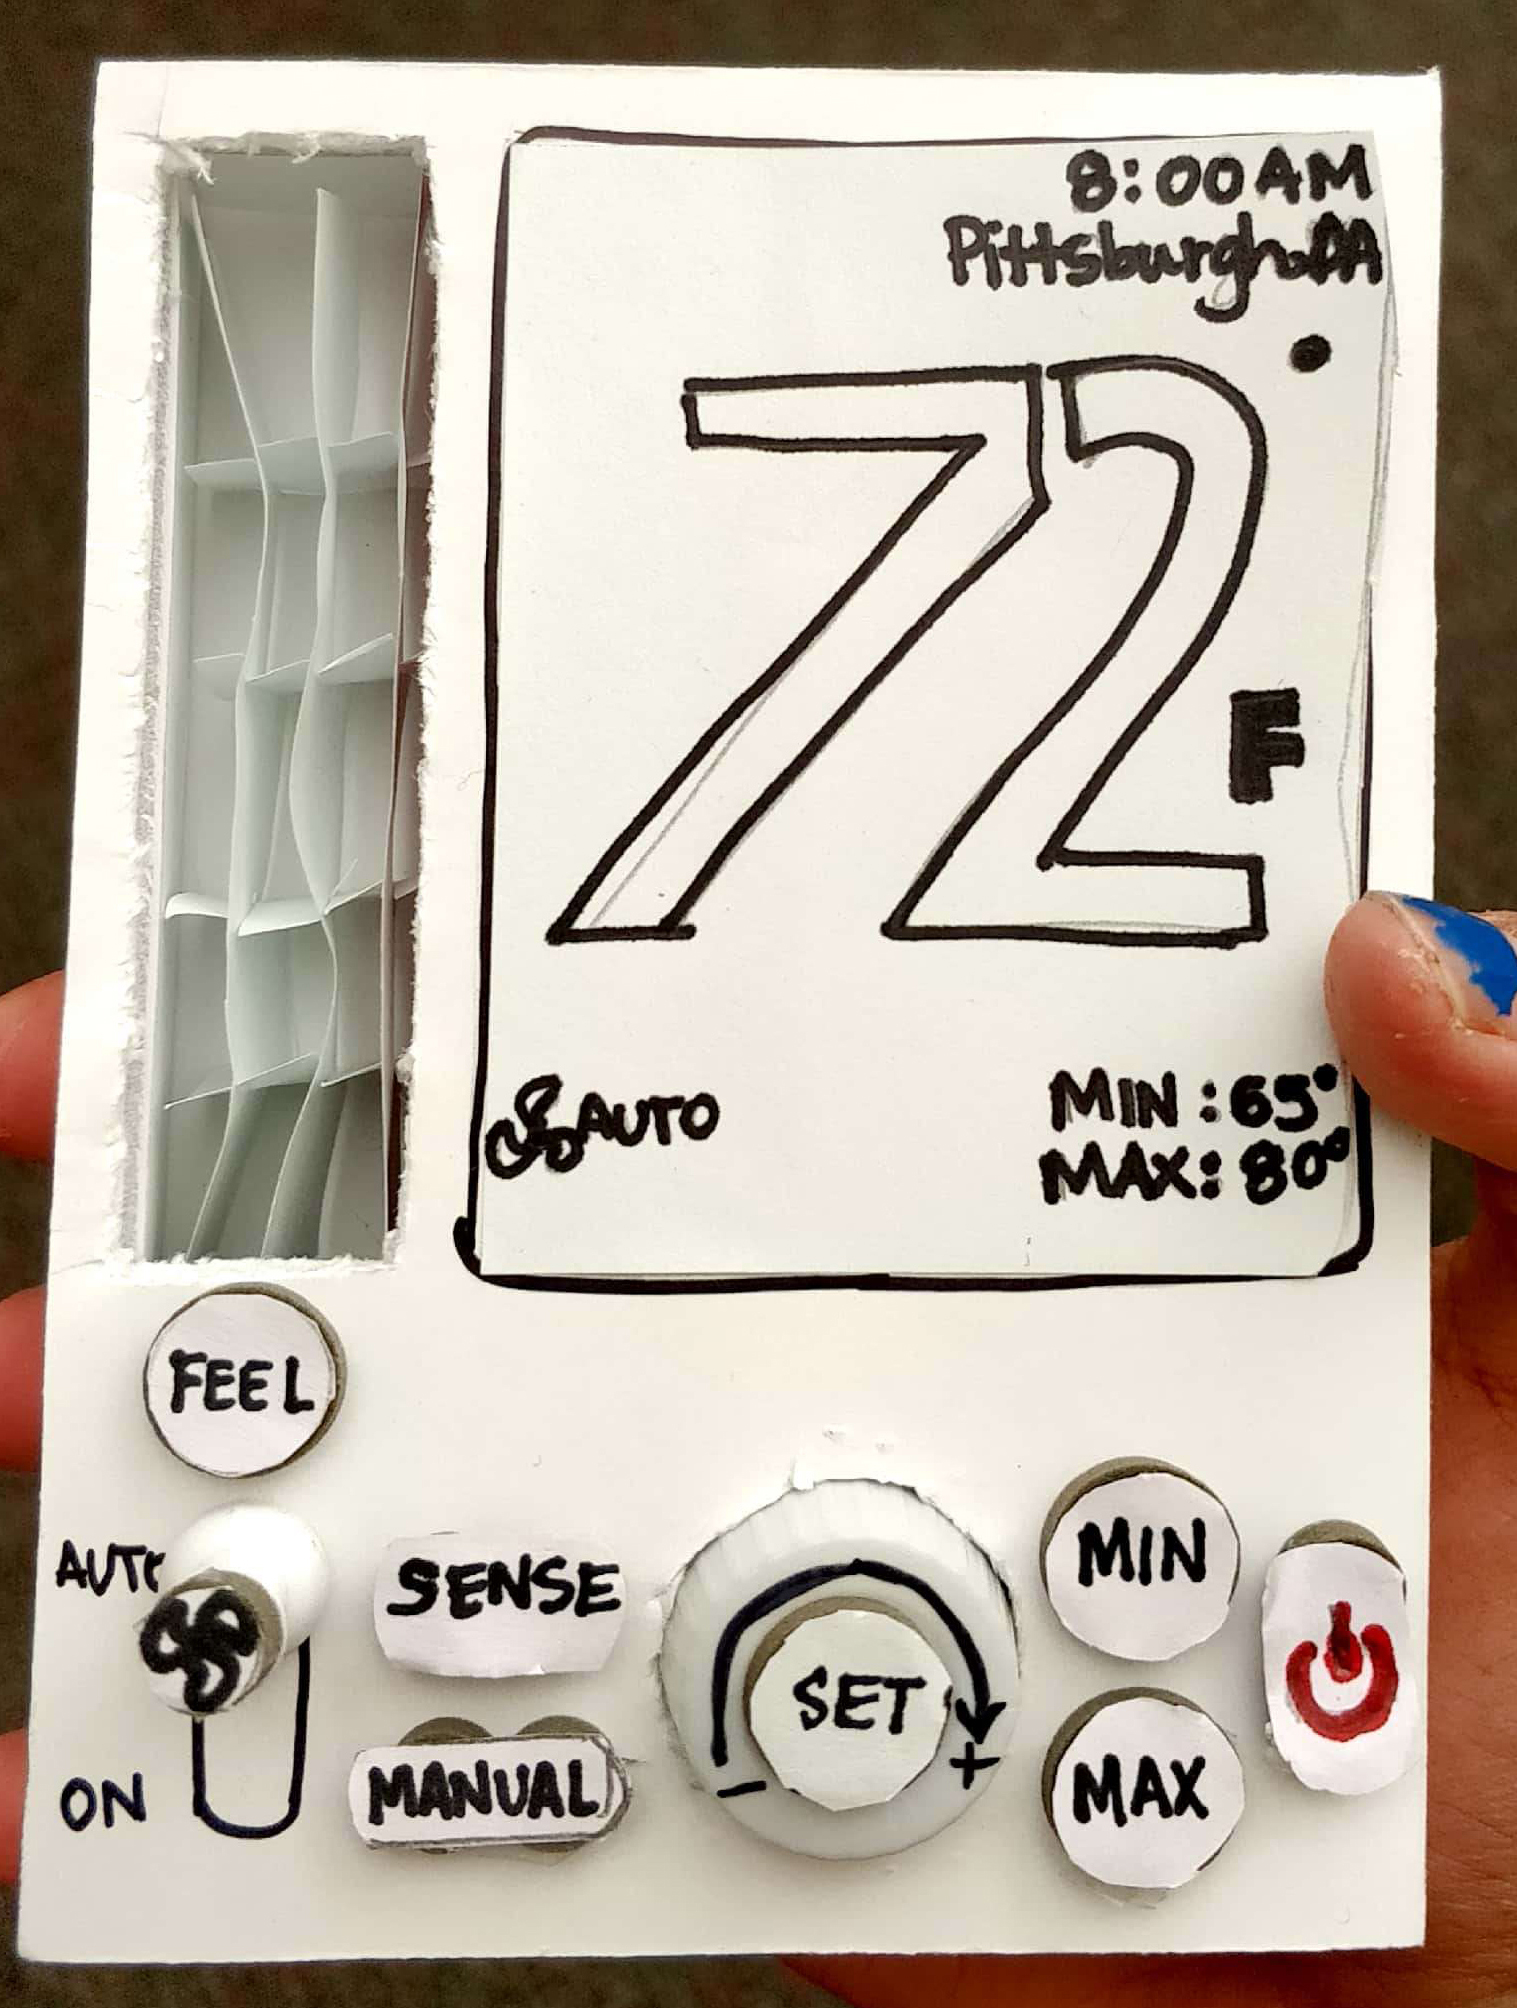 8:00AM
Pittsburgh, PA
72°
F
AUTO
MIN: 65°
MAX: 80°
FEEL
AUTO
SENSE
SET
MIN
MANUAL
- +
MAX
ON